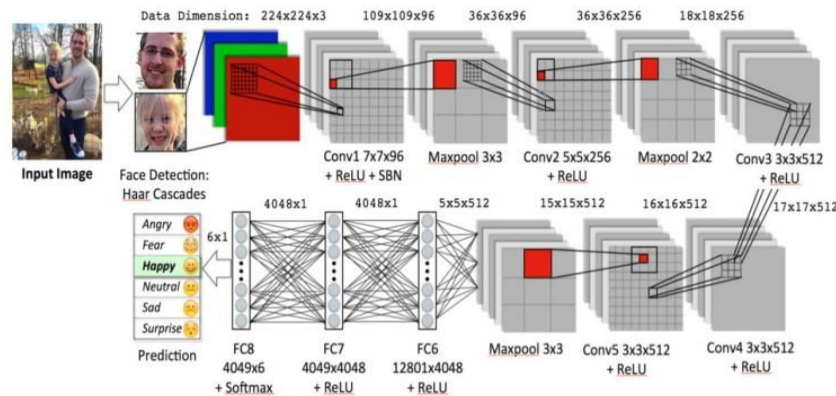 Data Dimension: 224x224x3 109x109x96 36x36x96 36x36x256 18x18x256
Input Image
Face Detection:
Haar Cascades
Conv1 7x7x96
+ ReLU + SBN
Maxpool 3x3
Conv2 5x5x256
+ ReLU
Maxpool 2x2
Conv3 3x3x512
+ ReLU
6x1 4048x1 4048x1 5x5x512 15x15x512 16x16x512 17x17x512
Angry
Fear
Happy
Neutral
Sad
Surprise
Prediction
FC8
4049x6
+ Softmax
FC7
4049x4048
+ ReLU
FC6
12801x4048
+ ReLU
Maxpool 3x3
Conv5 3x3x512
+ ReLU
Conv4 3x3x512
+ ReLU